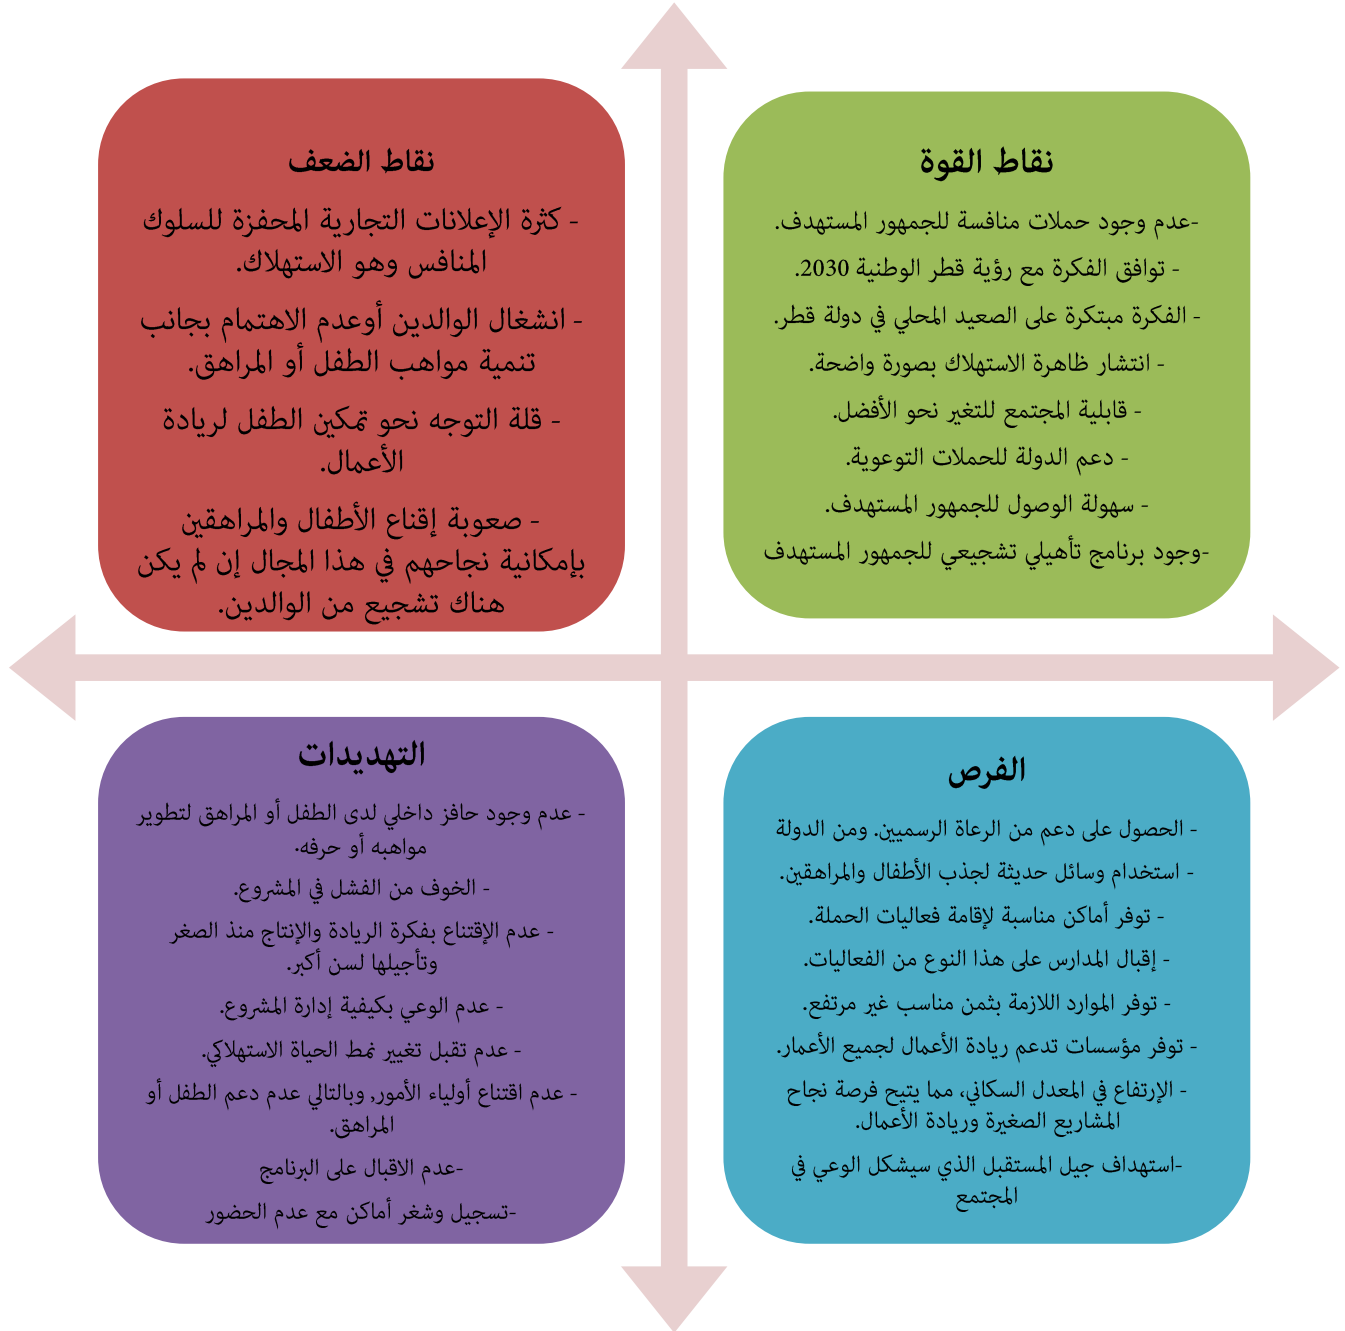 نقاط القوة
-عدم وجود حملات منافسة للجمهور المستهدف.
- توافق الفكرة مع رؤية قطر الوطنية 2030.
- الفكرة مبتكرة على الصعيد المحلي في دولة قطر.
- انتشار ظاهرة الاستهلاك بصورة واضحة.
- قابلية المجتمع للتغير نحو الأفضل.
- دعم الدولة للحملات التوعوية.
- سهولة الوصول للجمهور المستهدف.
-وجود برنامج تأهيلي تشجيعي للجمهور المستهدف
نقاط الضعف
- كثرة الإعلانات التجارية المحفزة للسلوك
المنافس وهو الاستهلاك.
- انشغال الوالدين أوعدم الاهتمام بجانب
تنمية مواهب الطفل أو المراهق.
- قلة التوجه نحو تمكين الطفل لريادة
الأعمال.
- صعوبة إقناع الأطفال والمراهقين
بإمكانية نجاحهم في هذا المجال إن لم يكن
هناك تشجيع من الوالدين.
الفرص
- الحصول على دعم من الرعاة الرسميين. ومن الدولة
- استخدام وسائل حديثة لجذب الأطفال والمراهقين.
- توفر أماكن مناسبة لإقامة فعاليات الحملة.
- إقبال المدارس على هذا النوع من الفعاليات.
- توفر الموارد اللازمة بثمن مناسب غير مرتفع.
- توفر مؤسسات تدعم ريادة الأعمال لجميع الأعمار.
- الإرتفاع في المعدل السكاني، مما يتيح فرصة نجاح
المشاريع الصغيرة وريادة الأعمال.
-استهداف جيل المستقبل الذي سيشكل الوعي في
المجتمع
التهديدات
- عدم وجود حافز داخلي لدى الطفل أو المراهق لتطوير
مواهبه أو حرفه.
- الخوف من الفشل في المشروع.
- عدم الإقتناع بفكرة الريادة والإنتاج منذ الصغر
وتأجيلها لسن أكبر.
- عدم الوعي بكيفية إدارة المشروع.
- عدم تقبل تغيير نمط الحياة الاستهلاكي.
- عدم اقتناع أولياء الأمور, وبالتالي عدم دعم الطفل أو
المراهق.
-عدم الاقبال على البرنامج
-تسجيل وشغر أماكن مع عدم الحضور